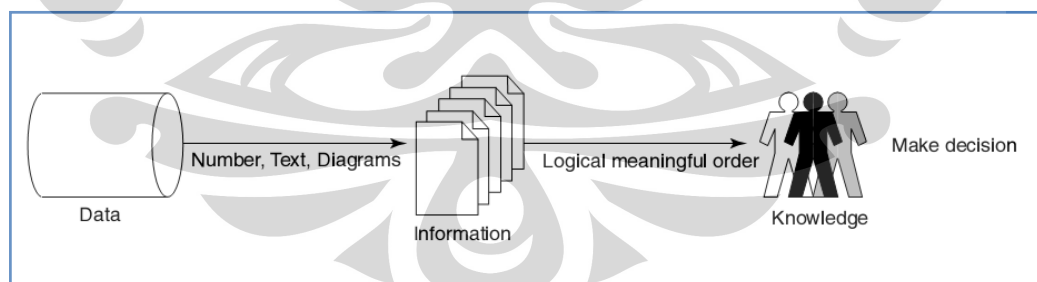 Data
Number, Text, Diagrams
Information
Logical meaningful order
Knowledge
Make decision